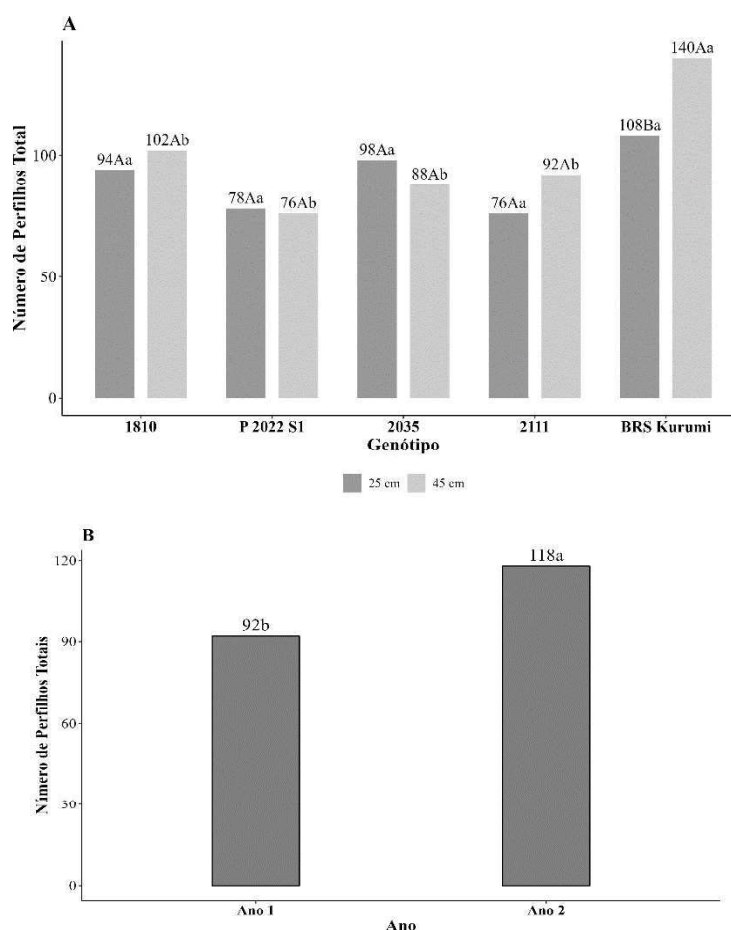 A
Número de Perfilhos Total
100
50
0
94Aa
102Ab
78Aa
76Ab
98Aa
88Ab
76Aa
92Ab
108Ba
140Aa
1810
P 2022 S1
2035
2111
BRS Kurumi
Genótipo
25 cm
45 cm
B
Número de Perfilhos Totais
120
90
60
30
0
92b
118a
Ano 1
Ano 2
Ano